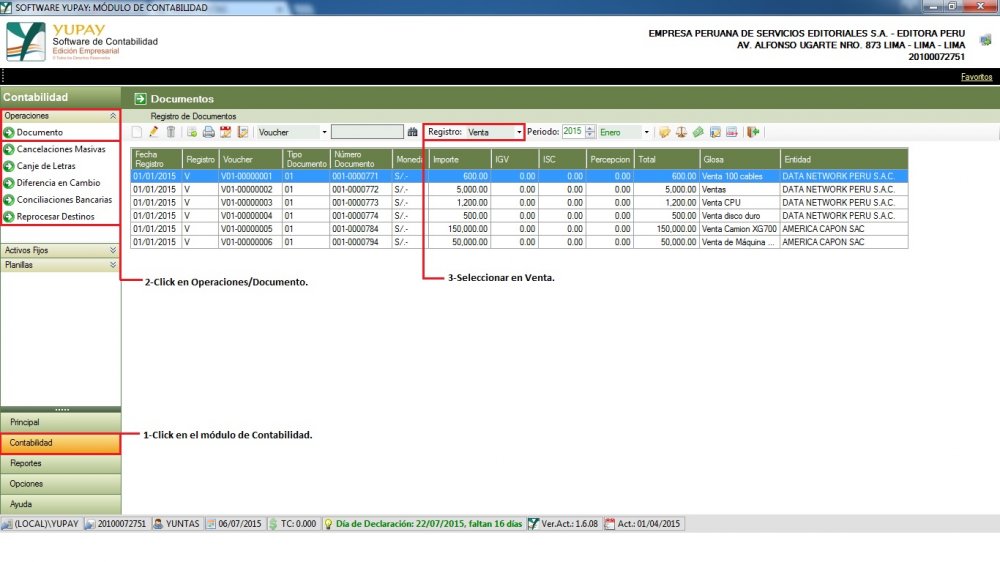 SOFTWARE YUPAY: MÓDULO DE CONTABILIDAD
YUPAY
Software de Contabilidad
Edición Empresarial
© Todos los Derechos Reservados
EMPRESA PERUANA DE SERVICIOS EDITORIALES S.A. - EDITORA PERU
AV. ALFONSO UGARTE NRO. 873 LIMA - LIMA - LIMA
20100072751
Favoritos
Contabilidad
Operaciones
Documento
Cancelaciones Masivas
Canje de Letras
Diferencia en Cambio
Conciliaciones Bancarias
Reprocesar Destinos
Activos Fijos
Planillas
Documentos
Registro de Documentos
Voucher Registro: Venta Periodo: 2015 Enero
Fecha Registro Registro Voucher Tipo Documento Número Documento Moneda Importe IGV ISC Percepcion Total Glosa Entidad
01/01/2015 V V01-00000001 01 001-0000771 S/.- 600.00 0.00 0.00 0.00 600.00 Venta 100 cables DATA NETWORK PERU S.A.C.
01/01/2015 V V01-00000002 01 001-0000772 S/.- 5,000.00 0.00 0.00 0.00 5,000.00 Ventas DATA NETWORK PERU S.A.C.
01/01/2015 V V01-00000003 01 001-0000773 S/.- 1,200.00 0.00 0.00 0.00 1,200.00 Venta CPU DATA NETWORK PERU S.A.C.
01/01/2015 V V01-00000004 01 001-0000774 S/.- 500.00 0.00 0.00 0.00 500.00 Venta disco duro DATA NETWORK PERU S.A.C.
01/01/2015 V V01-00000005 01 001-0000784 S/.- 150,000.00 0.00 0.00 0.00 150,000.00 Venta Camion XG700 AMERICA CAPON SAC
01/01/2015 V V01-00000006 01 001-0000794 S/.- 50,000.00 0.00 0.00 0.00 50,000.00 Venta de Máquina ... AMERICA CAPON SAC
2-Click en Operaciones/Documento.
3-Seleccionar en Venta.
1-Click en el módulo de Contabilidad.
Principal
Contabilidad
Reportes
Opciones
Ayuda
(LOCAL)\YUPAY 20100072751 YUNTAS 06/07/2015 TC: 0.000 Día de Declaración: 22/07/2015, faltan 16 días Ver.Act.: 1.6.08 Act.: 01/04/2015